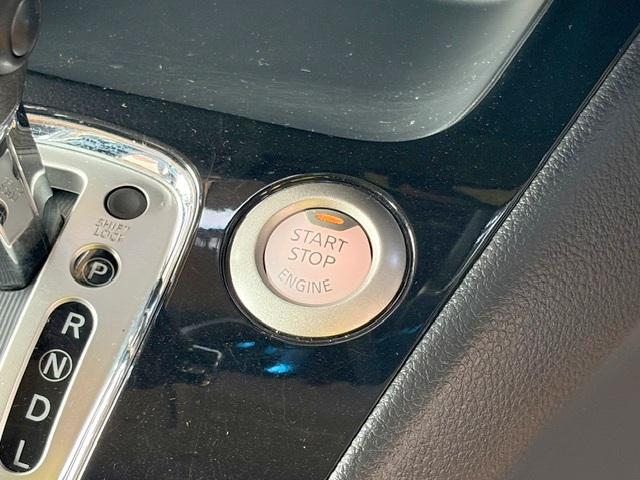 SHIFT
LOCK
P
R
N
D
L
START
STOP
ENGINE